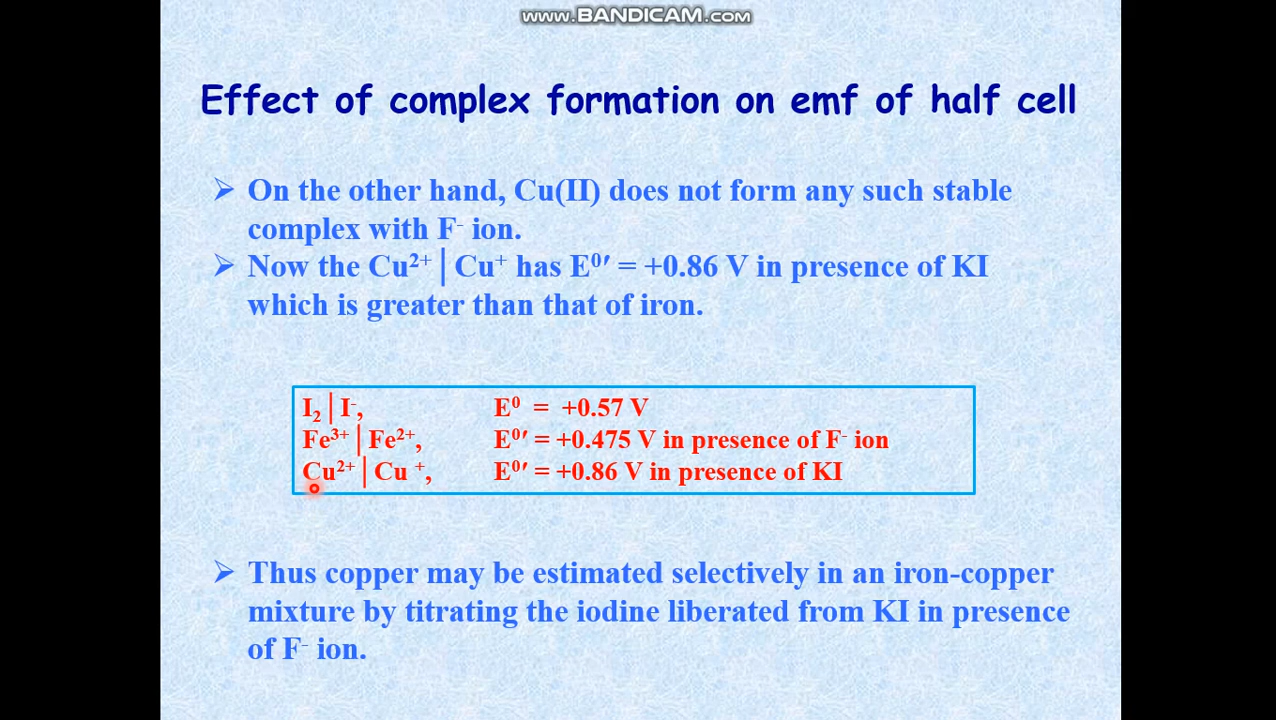 www.BANDICAM.com
Effect of complex formation on emf of half cell
➢ On the other hand, Cu(II) does not form any such stable
complex with F⁻ ion.
➢ Now the Cu²⁺│Cu⁺ has E⁰′ = +0.86 V in presence of KI
which is greater than that of iron.
I₂│I⁻, E⁰ = +0.57 V
Fe³⁺│Fe²⁺, E⁰′ = +0.475 V in presence of F⁻ ion
Cu²⁺│Cu ⁺, E⁰′ = +0.86 V in presence of KI
➢ Thus copper may be estimated selectively in an iron-copper
mixture by titrating the iodine liberated from KI in presence
of F⁻ ion.